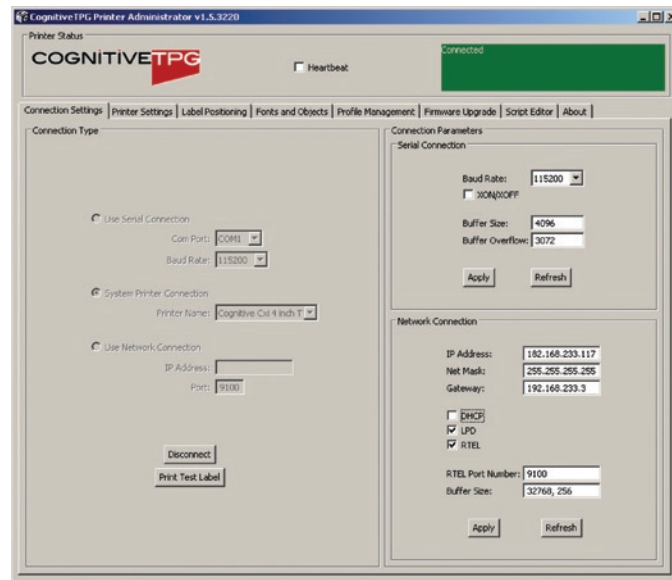 CognitiveTPG Printer Administrator v1.5.3220
Printer Status
COGNITIVETPG
Heartbeat
Connected
Connection Settings Printer Settings Label Positioning Fonts and Objects Profile Management Firmware Upgrade Script Editor About
Connection Type
Use Serial Connection
Com Port: COM1
Baud Rate: 115200
System Printer Connection
Printer Name: Cognitive Cxi 4 inch T
Use Network Connection
IP Address:
Port: 9100
Disconnect
Print Test Label
Connection Parameters
Serial Connection
Baud Rate: 115200
XON/XOFF
Buffer Size: 4096
Buffer Overflow: 3072
Apply Refresh
Network Connection
IP Address: 182.168.233.117
Net Mask: 255.255.255.255
Gateway: 192.168.233.3
DHCP
LPD
RTEL
RTEL Port Number: 9100
Buffer Size: 32768, 256
Apply Refresh